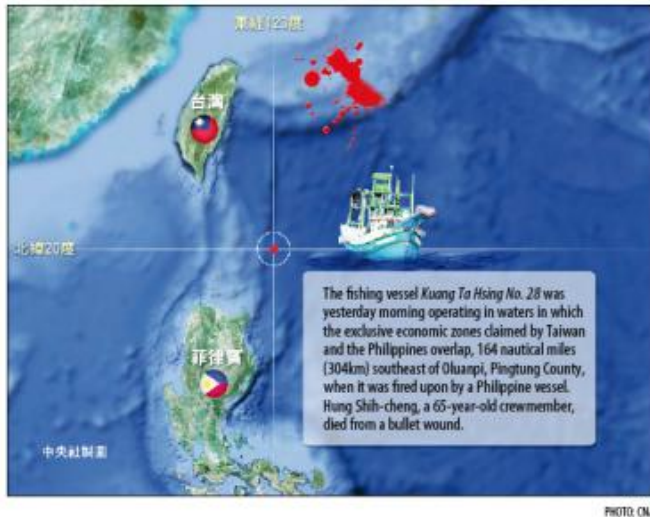 東經123度
台灣
北緯20度
The fishing vessel Kuang Ta Hsing No. 28 was
yesterday morning operating in waters in which
the exclusive economic zones claimed by Taiwan
and the Philippines overlap, 164 nautical miles
(304km) southeast of Oluanpi, Pingtung County,
when it was fired upon by a Philippine vessel.
Hung Shih-cheng, a 65-year-old crewmember,
died from a bullet wound.
菲律賓
中央社製圖
PHOTO: CNA